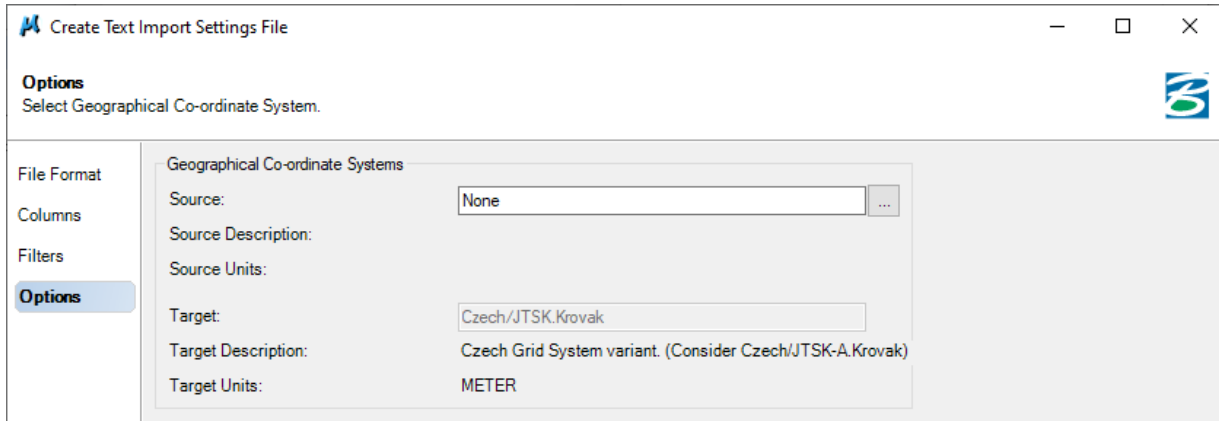 Create Text Import Settings File
Options
Select Geographical Co-ordinate System.
File Format
Columns
Filters
Options
Geographical Co-ordinate Systems
Source: None ...
Source Description:
Source Units:
Target: Czech/JTSK.Krovak
Target Description: Czech Grid System variant. (Consider Czech/JTSK-A.Krovak)
Target Units: METER